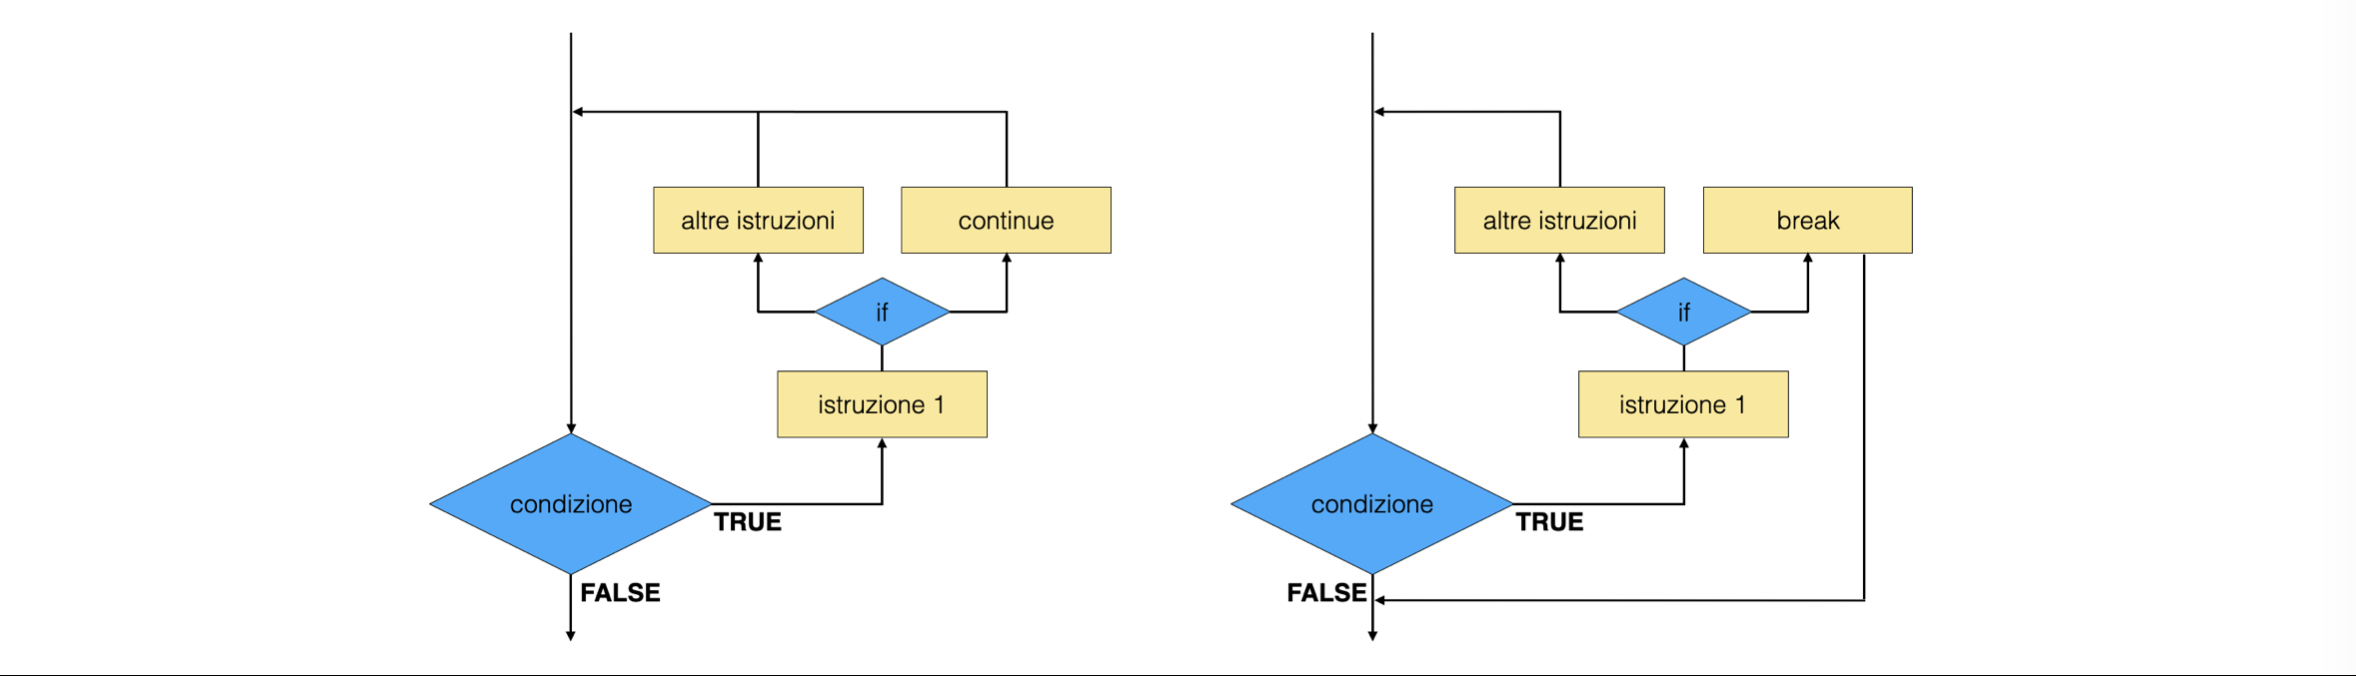 altre istruzioni
continue
if
istruzione 1
condizione
TRUE
FALSE
altre istruzioni
break
if
istruzione 1
condizione
TRUE
FALSE